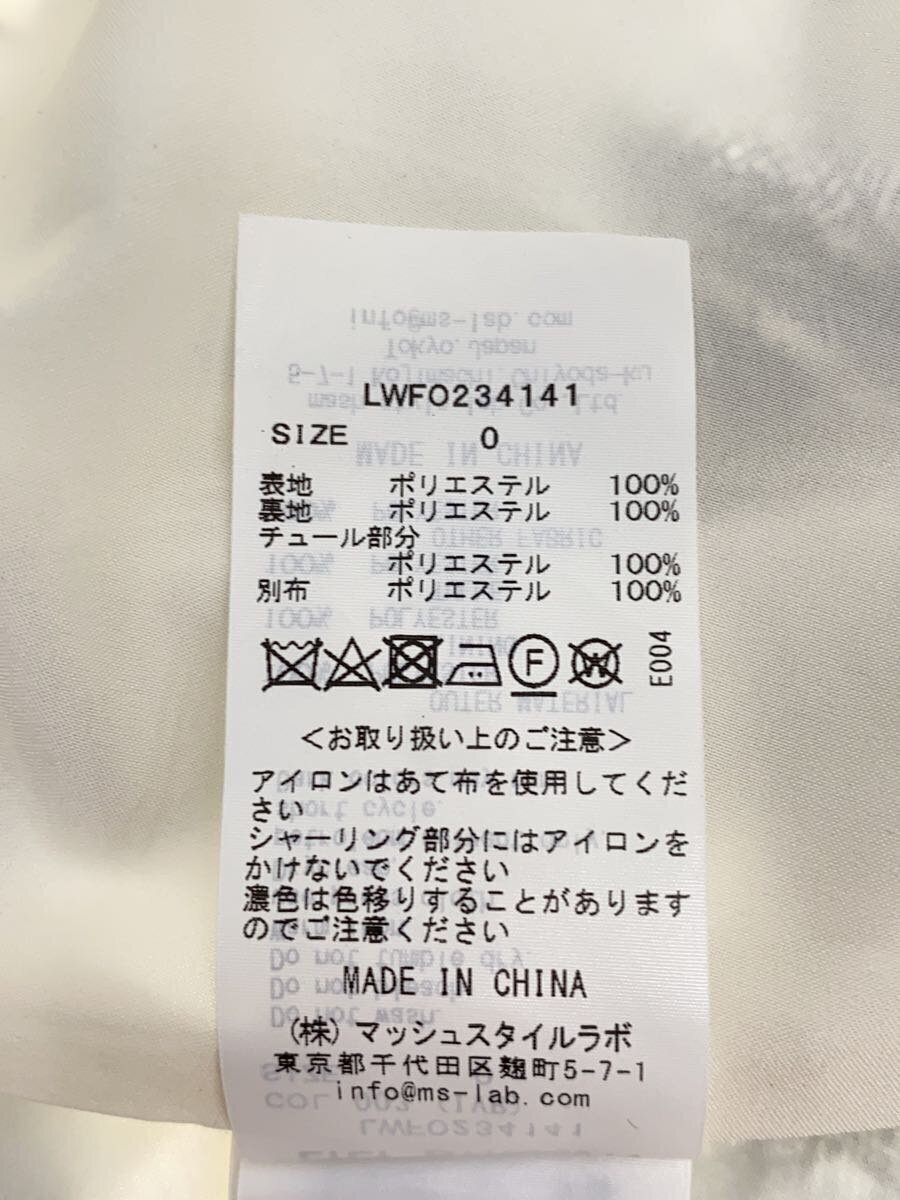 LWFO234141
SIZE 0
表地 ポリエステル 100%
裏地 ポリエステル 100%
チュール部分
ポリエステル 100%
別布 ポリエステル 100%
F W E004
<お取り扱い上のご注意>
アイロンはあて布を使用してくだ
さい
シャーリング部分にはアイロンを
かけないでください
濃色は色移りすることがあります
のでご注意ください
MADE IN CHINA
(株)マッシュスタイルラボ
東京都千代田区麹町5-7-1
info@ms-lab.com